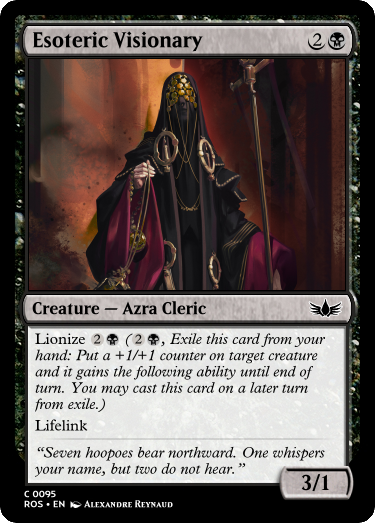 Esoteric Visionary 2
Creature — Azra Cleric
Lionize 2 ( 2 , Exile this card from your
hand: Put a +1/+1 counter on target creature
and it gains the following ability until end of
turn. You may cast this card on a later turn
from exile.)
Lifelink
“Seven hoopoes bear northward. One whispers
your name, but two do not hear.”
3/1
C 0095
ROS • EN Alexandre Reynaud